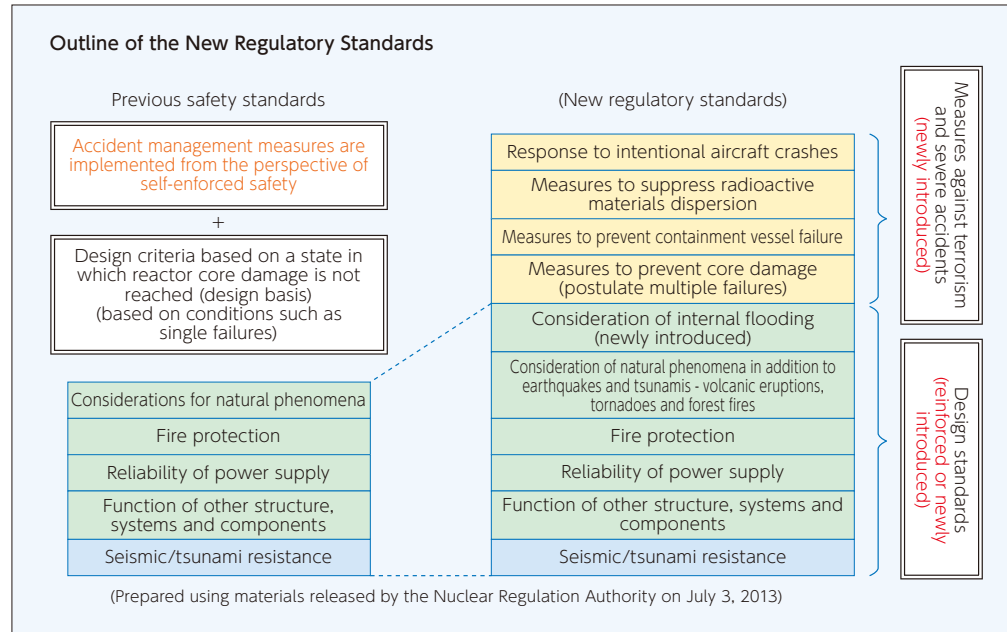 Outline of the New Regulatory Standards
Previous safety standards
Accident management measures are
implemented from the perspective of
self-enforced safety
+
Design criteria based on a state in
which reactor core damage is not
reached (design basis)
(based on conditions such as
single failures)
Considerations for natural phenomena
Fire protection
Reliability of power supply
Function of other structure,
systems and components
Seismic/tsunami resistance
(New regulatory standards)
Response to intentional aircraft crashes
Measures to suppress radioactive
materials dispersion
Measures to prevent containment vessel failure
Measures to prevent core damage
(postulate multiple failures)
Consideration of internal flooding
(newly introduced)
Consideration of natural phenomena in addition to
earthquakes and tsunamis - volcanic eruptions,
tornadoes and forest fires
Fire protection
Reliability of power supply
Function of other structure, systems and
components
Seismic/tsunami resistance
Measures against terrorism
and severe accidents
(newly introduced)
Design standards
(reinforced or newly
introduced)
(Prepared using materials released by the Nuclear Regulation Authority on July 3, 2013)